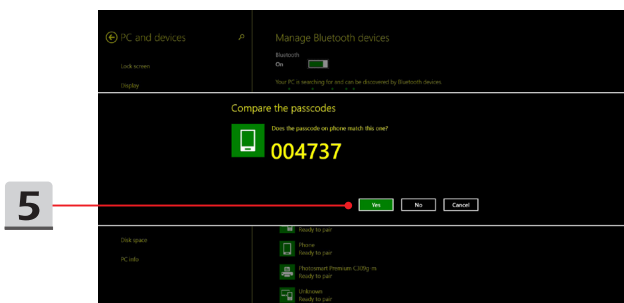 PC and devices
Manage Bluetooth devices
Bluetooth
On
Lock screen
Your PC is searching for and can be discovered by Bluetooth devices
Display
Compare the passcodes
Does the passcode on phone match this one?
004737
5
Yes No Cancel
Ready to pair
Disk space
Phone
Ready to pair
PC info
Photosmart Premium C309g-m
Ready to pair
Unknown
Ready to pair